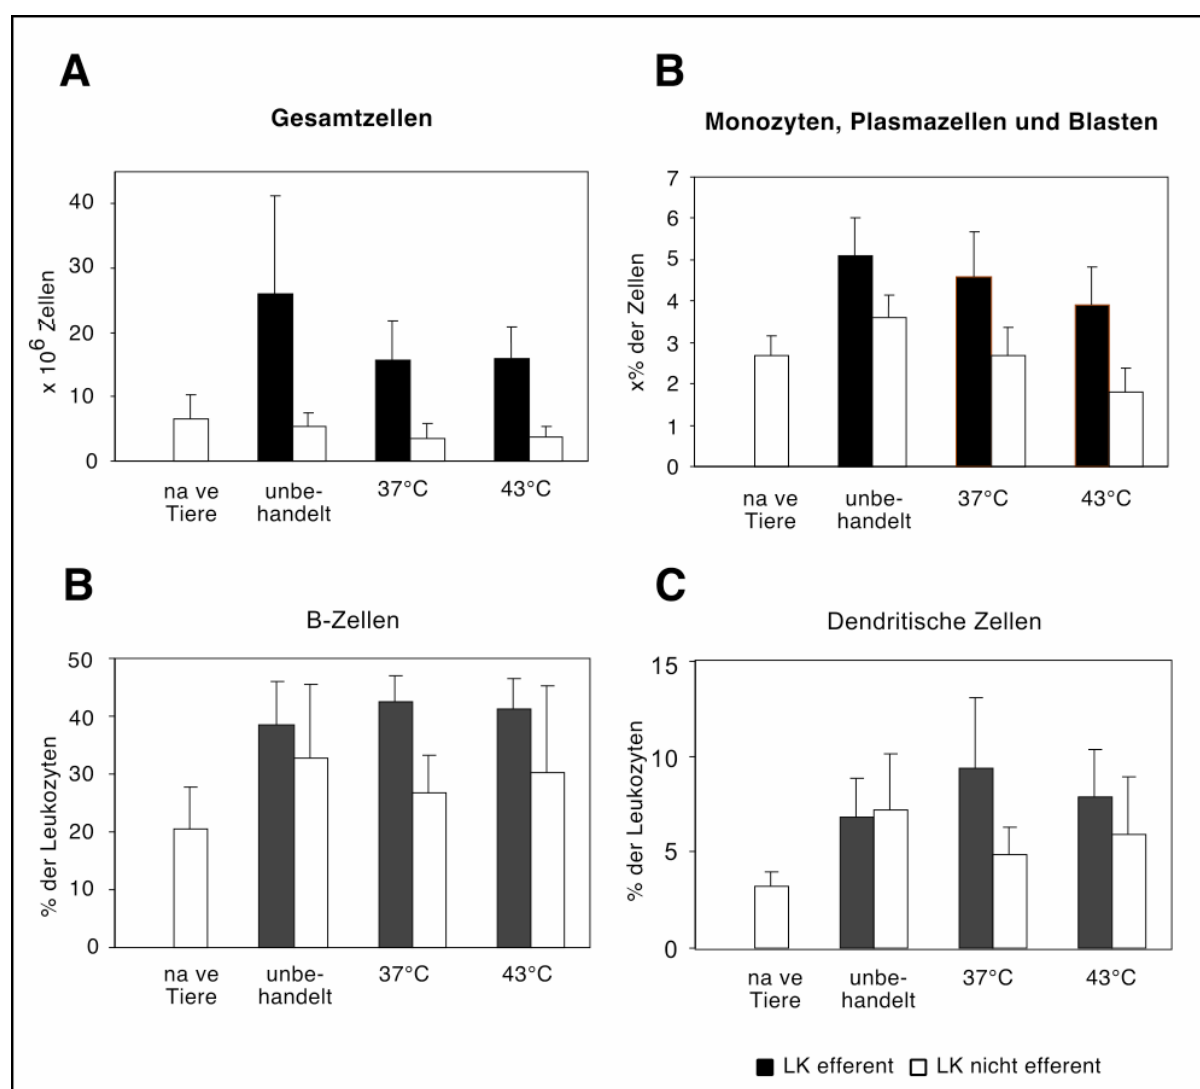 A
Gesamtzellen
40
30
20
10
0
x 10⁶ Zellen
na ve
Tiere
unbe-
handelt
37°C
43°C
B
Monozyten, Plasmazellen und Blasten
7
6
5
4
3
2
1
0
x% der Zellen
na ve
Tiere
unbe-
handelt
37°C
43°C
B
B-Zellen
50
40
30
20
10
0
% der Leukozyten
na ve
Tiere
unbe-
handelt
37°C
43°C
C
Dendritische Zellen
15
10
5
0
% der Leukozyten
na ve
Tiere
unbe-
handelt
37°C
43°C
LK efferent LK nicht efferent